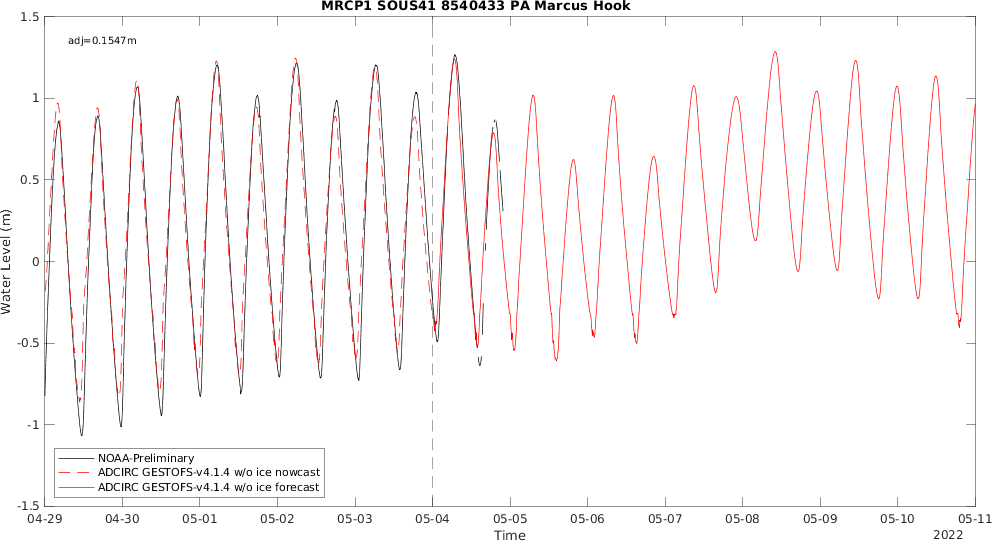 MRCP1 SOUS41 8540433 PA Marcus Hook
adj=0.1547m
1.5
1
0.5
0
-0.5
-1
-1.5
Water Level (m)
NOAA-Preliminary
ADCIRC GESTOFS-v4.1.4 w/o ice nowcast
ADCIRC GESTOFS-v4.1.4 w/o ice forecast
04-29 04-30 05-01 05-02 05-03 05-04 05-05 05-06 05-07 05-08 05-09 05-10 05-11
Time
2022